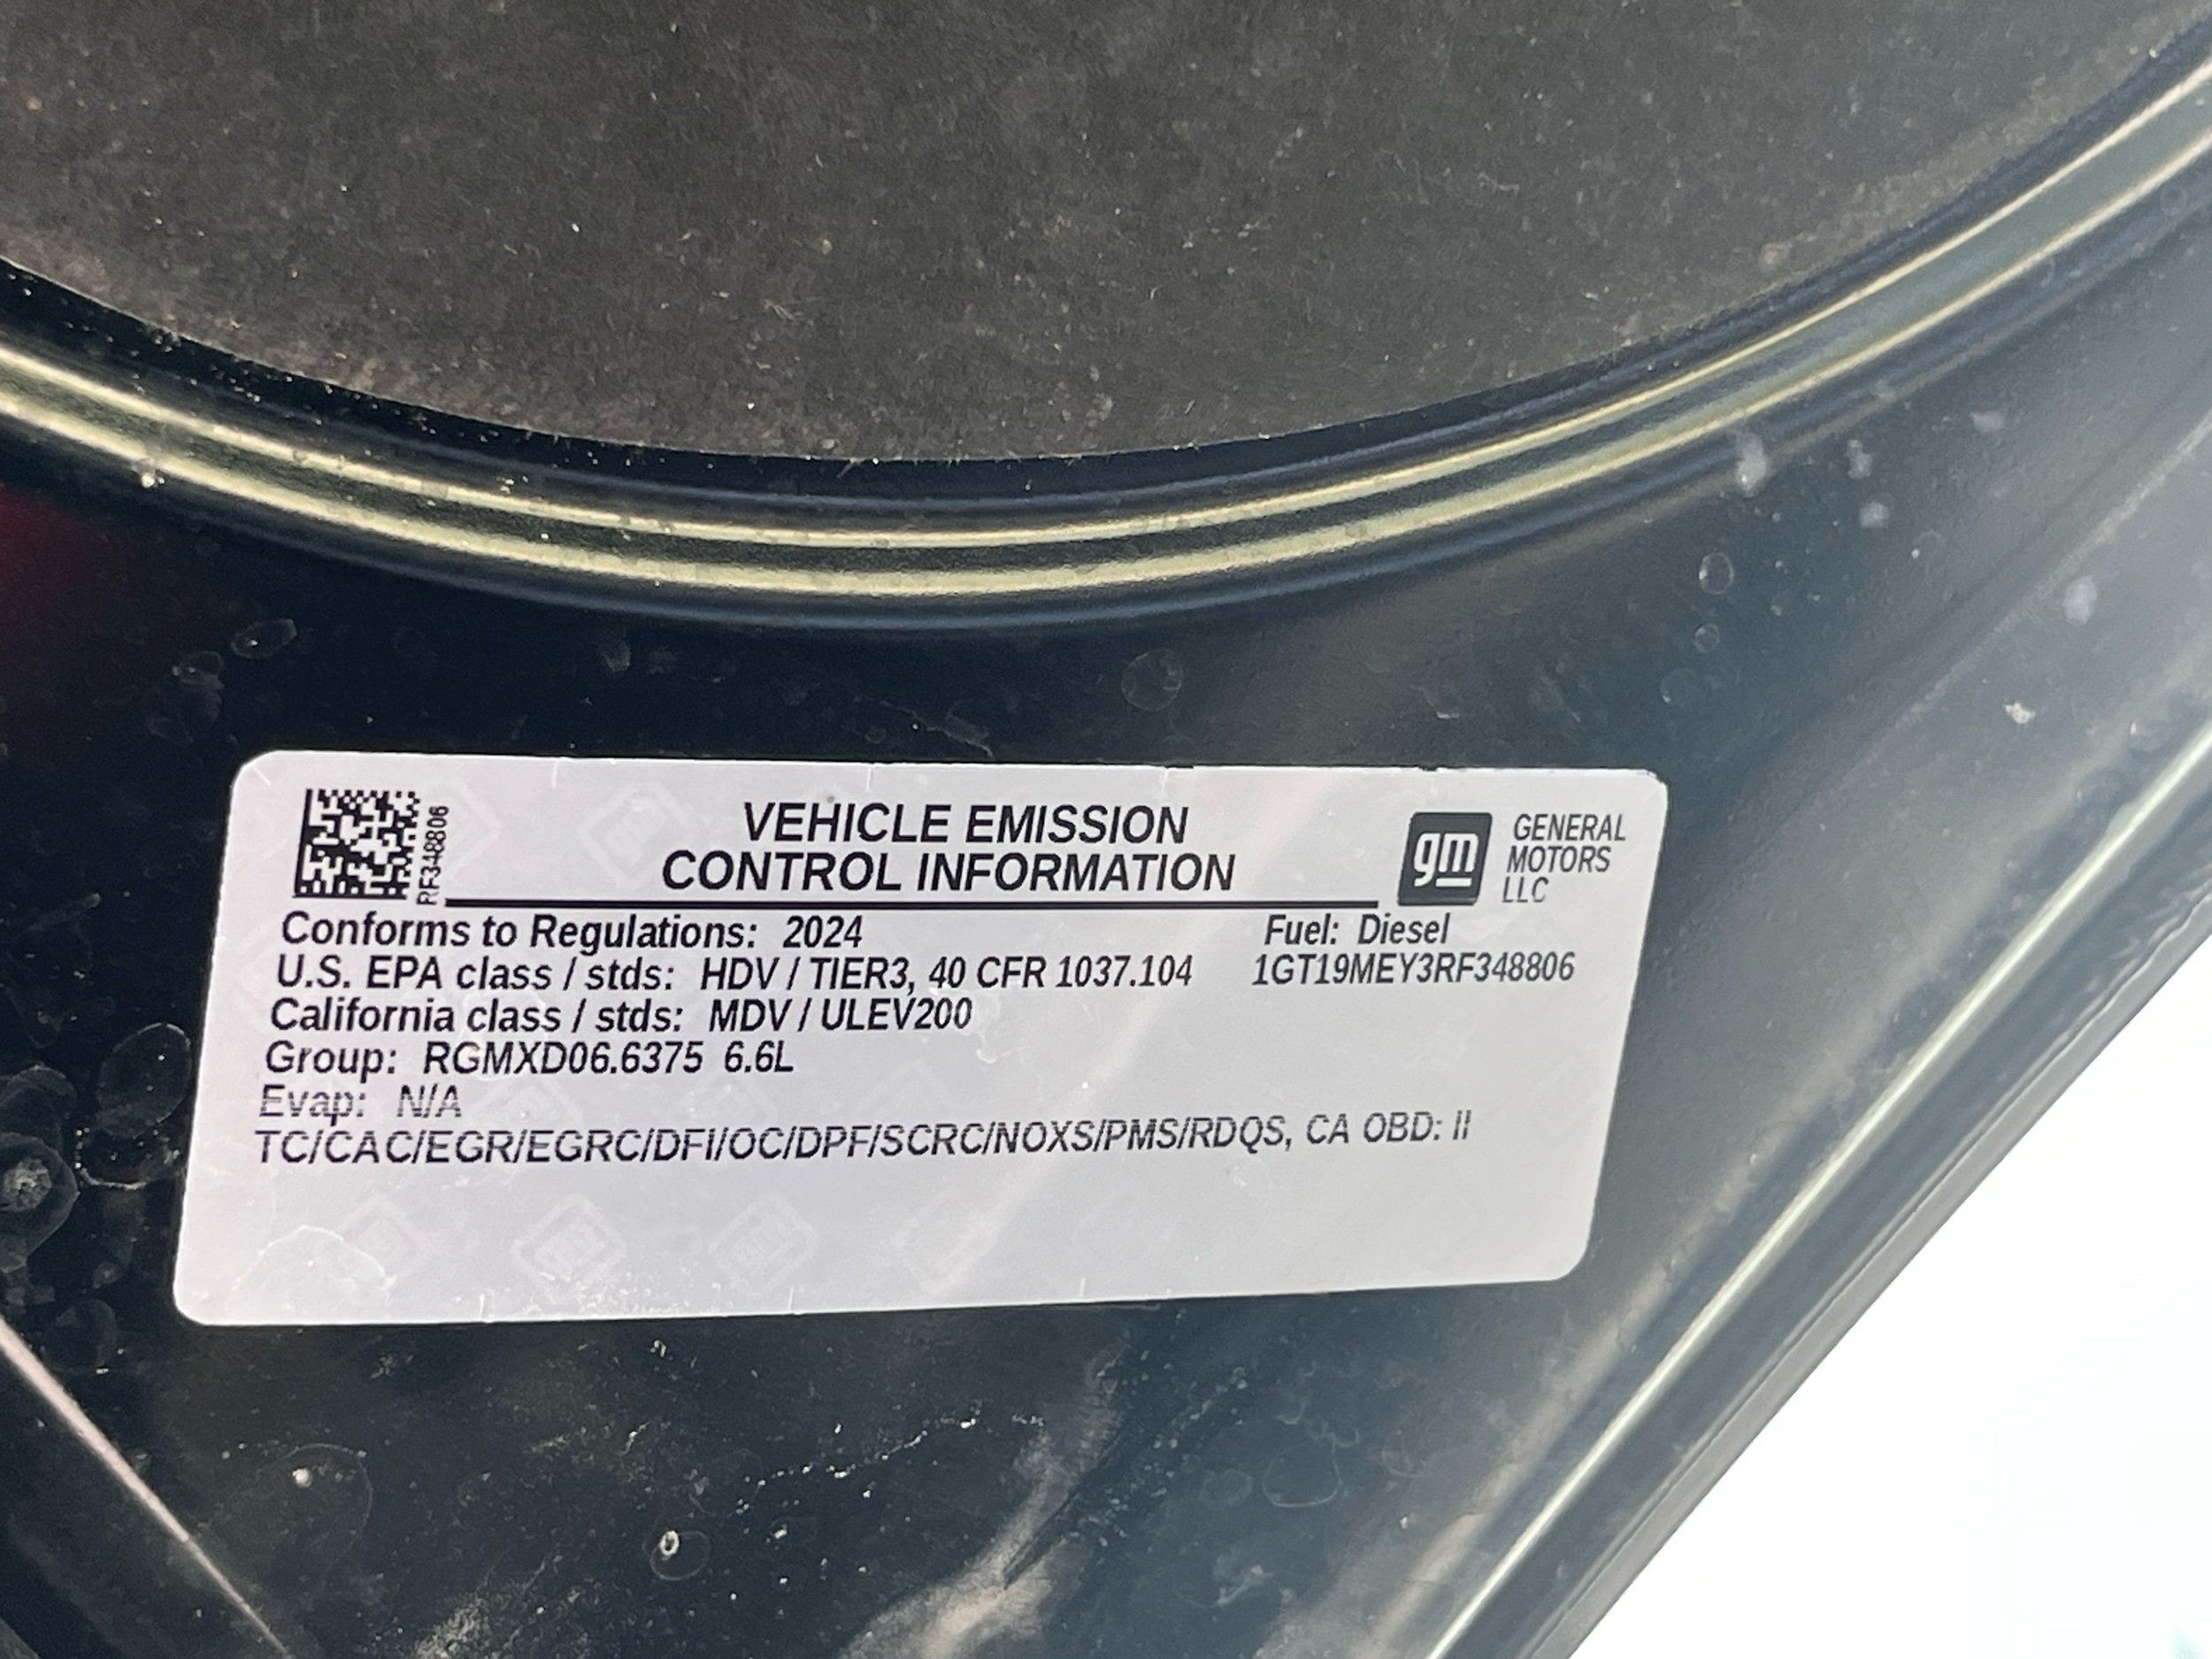 RF348806
VEHICLE EMISSION
CONTROL INFORMATION
gm
GENERAL
MOTORS
LLC
Conforms to Regulations: 2024
Fuel: Diesel
U.S. EPA class / stds: HDV / TIER3, 40 CFR 1037.104
1GT19MEY3RF348806
California class / stds: MDV / ULEV200
Group: RGMXD06.6375 6.6L
Evap: N/A
TC/CAC/EGR/EGRC/DFI/OC/DPF/SCRC/NOXS/PMS/RDQS, CA OBD: II